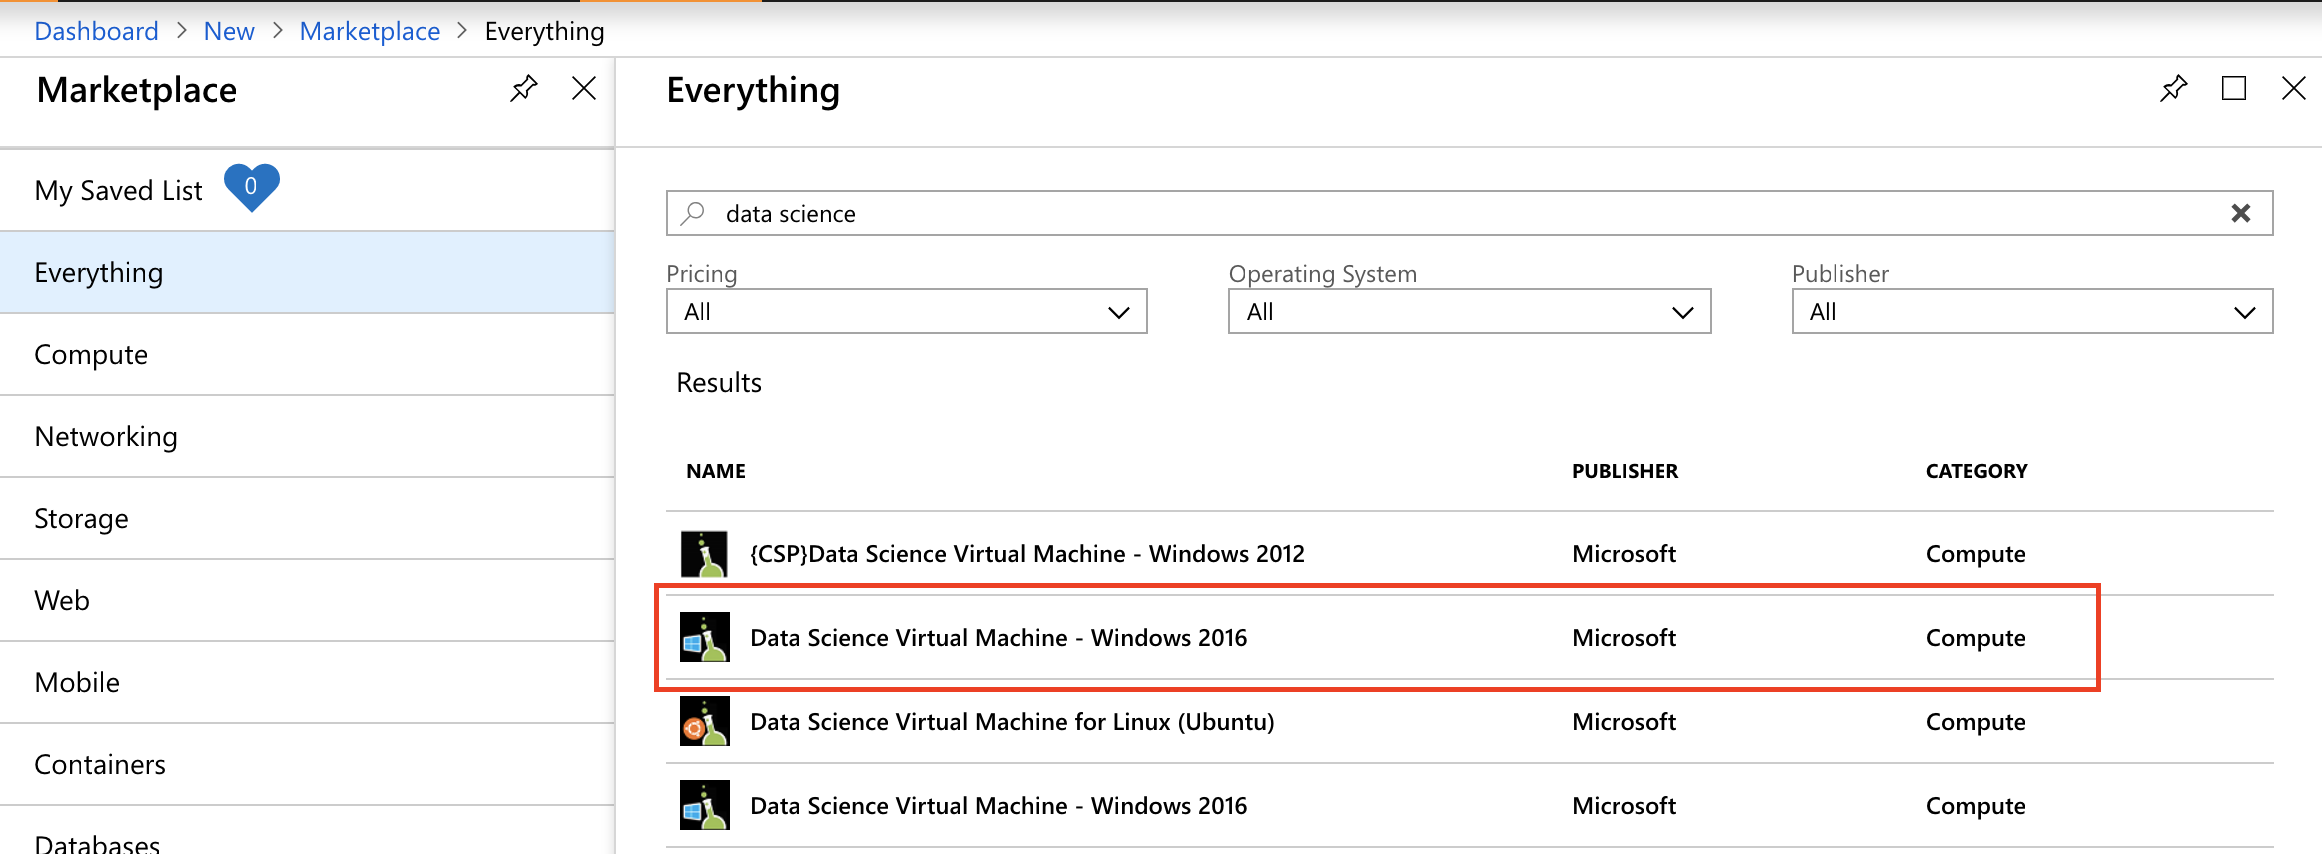 Dashboard > New > Marketplace > Everything
Marketplace
My Saved List 0
Everything
Compute
Networking
Storage
Web
Mobile
Containers
Databases
Everything
data science
Pricing Operating System Publisher
All All All
Results
NAME PUBLISHER CATEGORY
{CSP}Data Science Virtual Machine - Windows 2012 Microsoft Compute
Data Science Virtual Machine - Windows 2016 Microsoft Compute
Data Science Virtual Machine for Linux (Ubuntu) Microsoft Compute
Data Science Virtual Machine - Windows 2016 Microsoft Compute